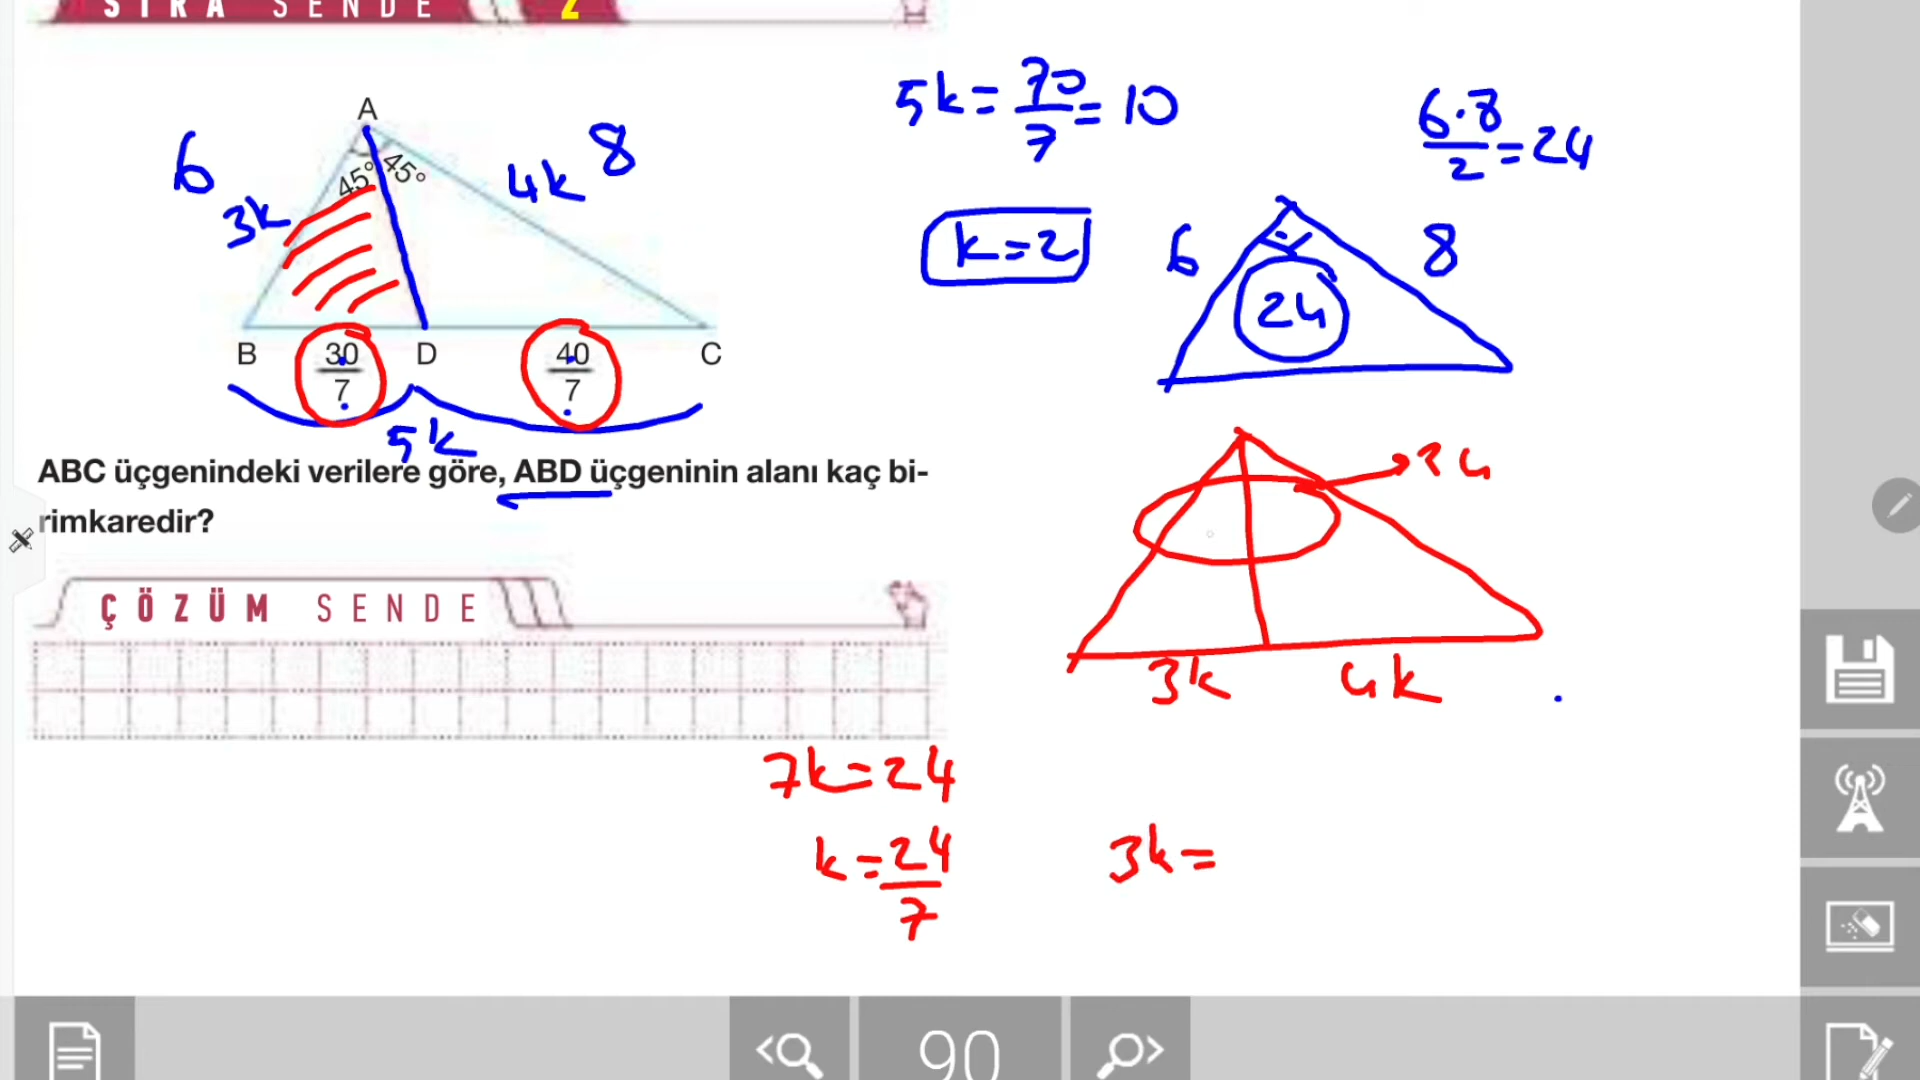 SIRA SENDE 2
5k = 70/7 = 10
6·8/2 = 24
A
6
8
45° 45°
3k
4k
k=2
6
8
24
B 30/7 D 40/7 C
5k
24
ABC üçgenindeki verilere göre, ABD üçgeninin alanı kaç bi-
rimkaredir?
ÇÖZÜM SENDE
3k 4k
7k=24
k=24/7
3k=
90